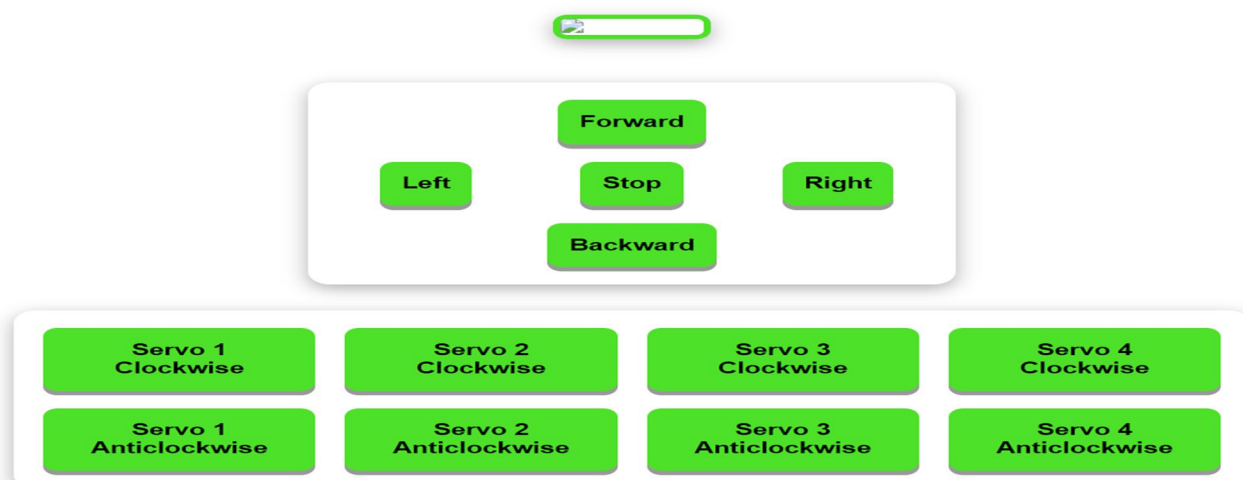 Forward
Left Stop Right
Backward
Servo 1
Clockwise
Servo 2
Clockwise
Servo 3
Clockwise
Servo 4
Clockwise
Servo 1
Anticlockwise
Servo 2
Anticlockwise
Servo 3
Anticlockwise
Servo 4
Anticlockwise